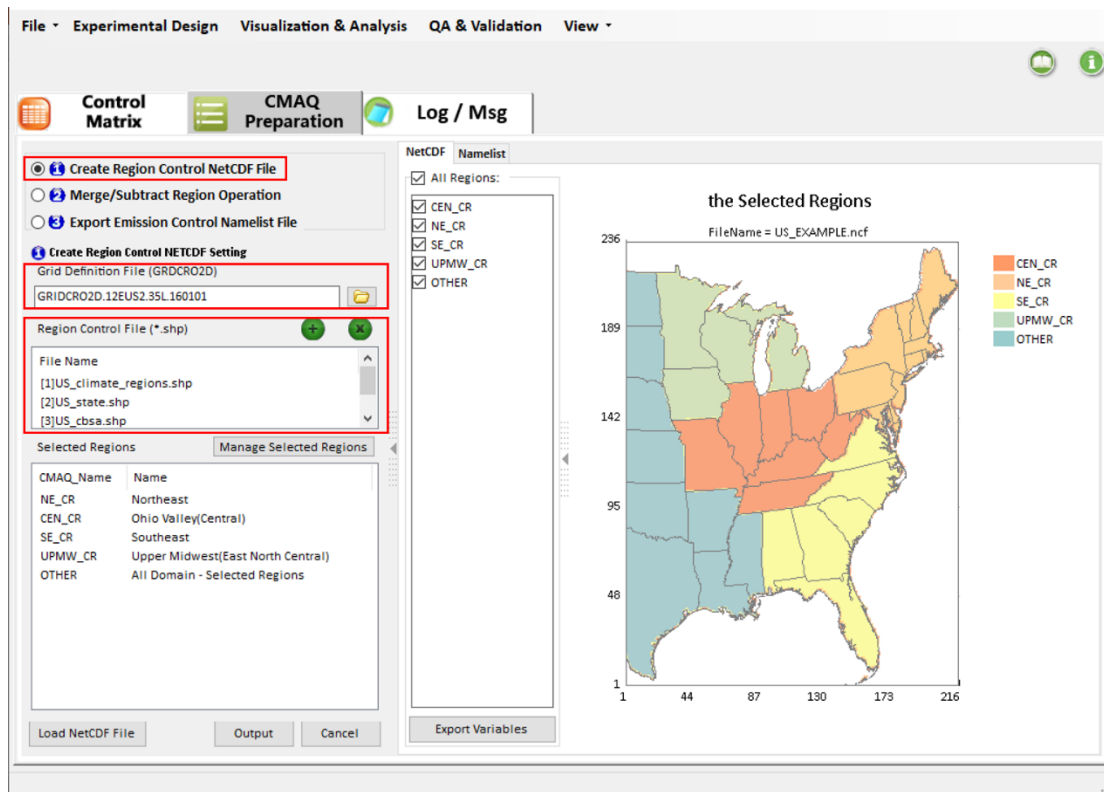 File Experimental Design Visualization & Analysis QA & Validation View
Control Matrix
CMAQ Preparation
Log / Msg
1 Create Region Control NetCDF File
2 Merge/Subtract Region Operation
3 Export Emission Control Namelist File
1 Create Region Control NETCDF Setting
Grid Definition File (GRDCRO2D)
GRIDCRO2D.12EUS2.35L.160101
Region Control File (*.shp)
File Name
[1]US_climate_regions.shp
[2]US_state.shp
[3]US_cbsa.shp
Selected Regions Manage Selected Regions
CMAQ_Name Name
NE_CR Northeast
CEN_CR Ohio Valley(Central)
SE_CR Southeast
UPMW_CR Upper Midwest(East North Central)
OTHER All Domain - Selected Regions
Load NetCDF File Output Cancel
NetCDF Namelist
All Regions:
CEN_CR
NE_CR
SE_CR
UPMW_CR
OTHER
Export Variables
the Selected Regions
FileName = US_EXAMPLE.ncf
236
189
142
95
48
1
1 44 87 130 173 216
CEN_CR
NE_CR
SE_CR
UPMW_CR
OTHER